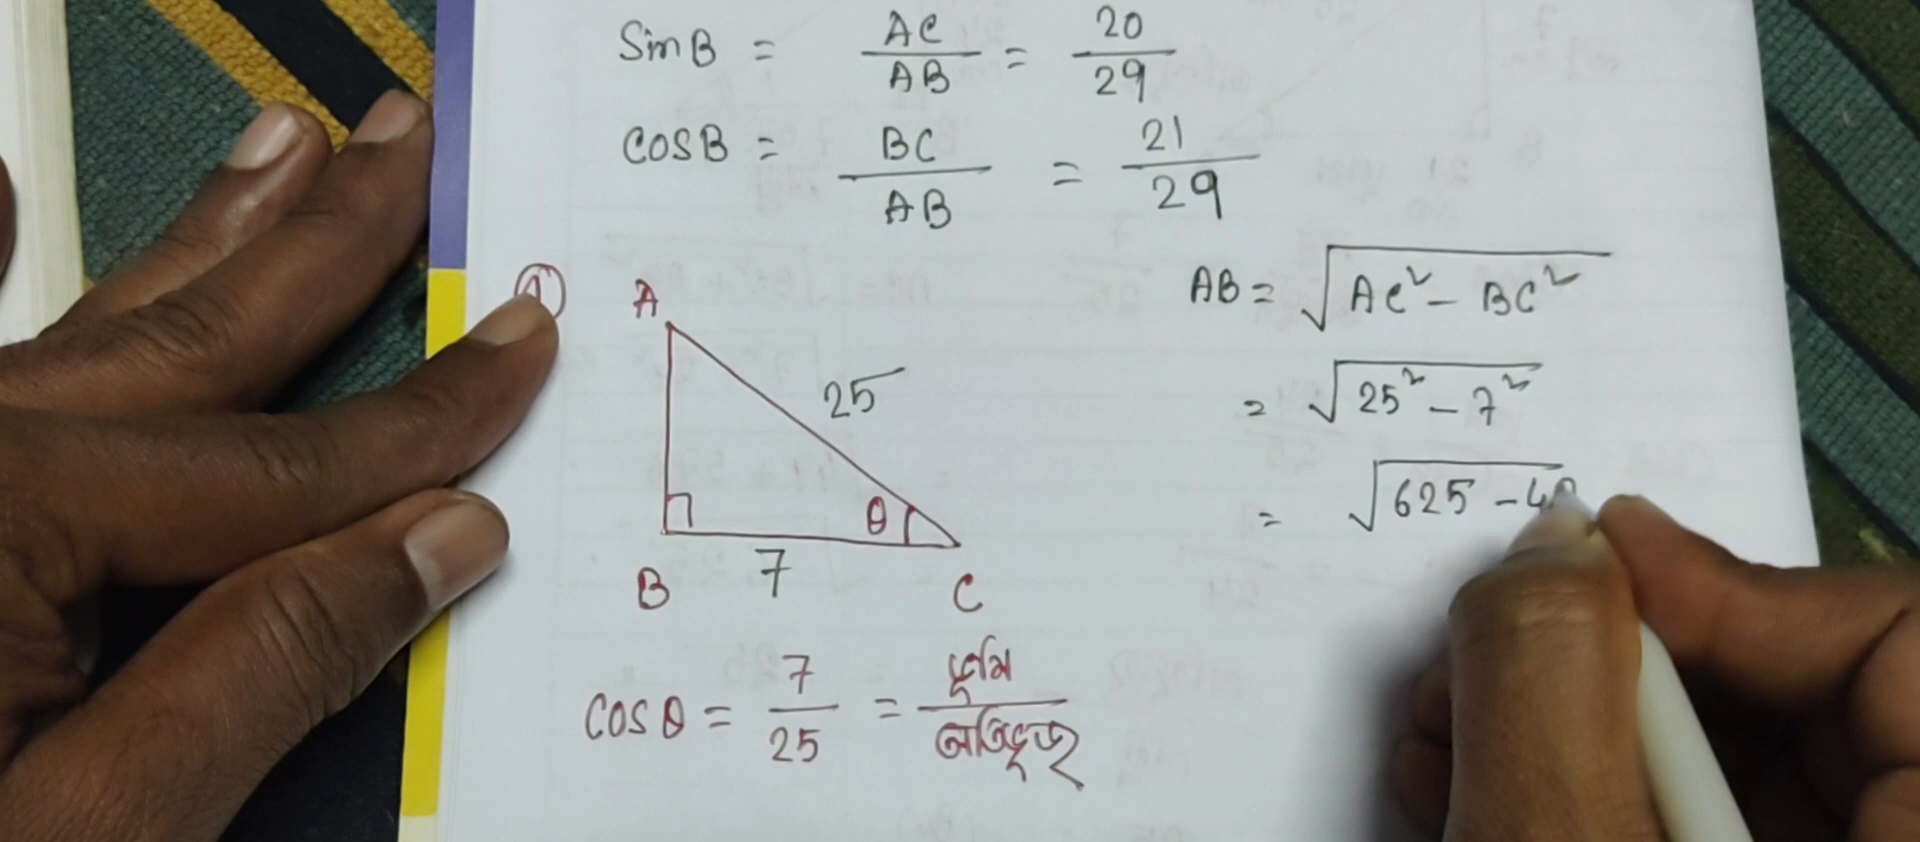 Sin B = AC/AB = 20/29
COS B = BC/AB = 21/29
A
25
θ
B 7 C
AB = √(AC² - BC²)
= √(25² - 7²)
= √(625 - 4
COS θ = 7/25 = ভূমি/অতিভূজ